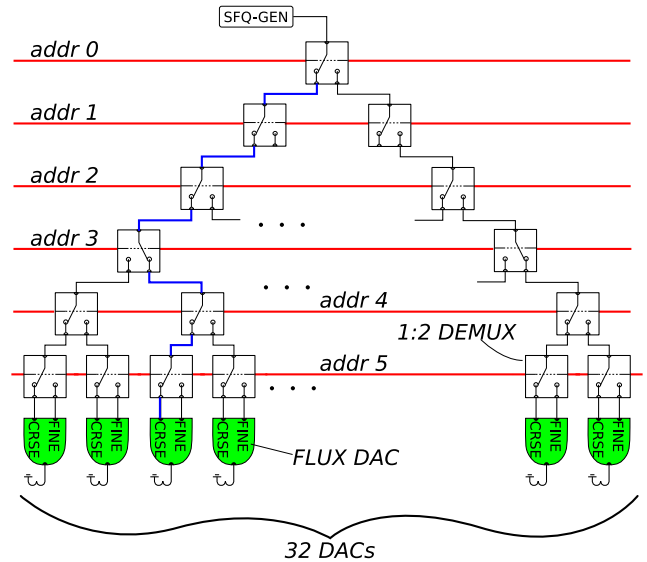 SFQ-GEN
addr 0
addr 1
addr 2
. . .
addr 3
. . .
addr 4
1:2 DEMUX
addr 5
. . .
CRSE FINE CRSE FINE CRSE FINE CRSE FINE CRSE FINE CRSE FINE
FLUX DAC
32 DACs